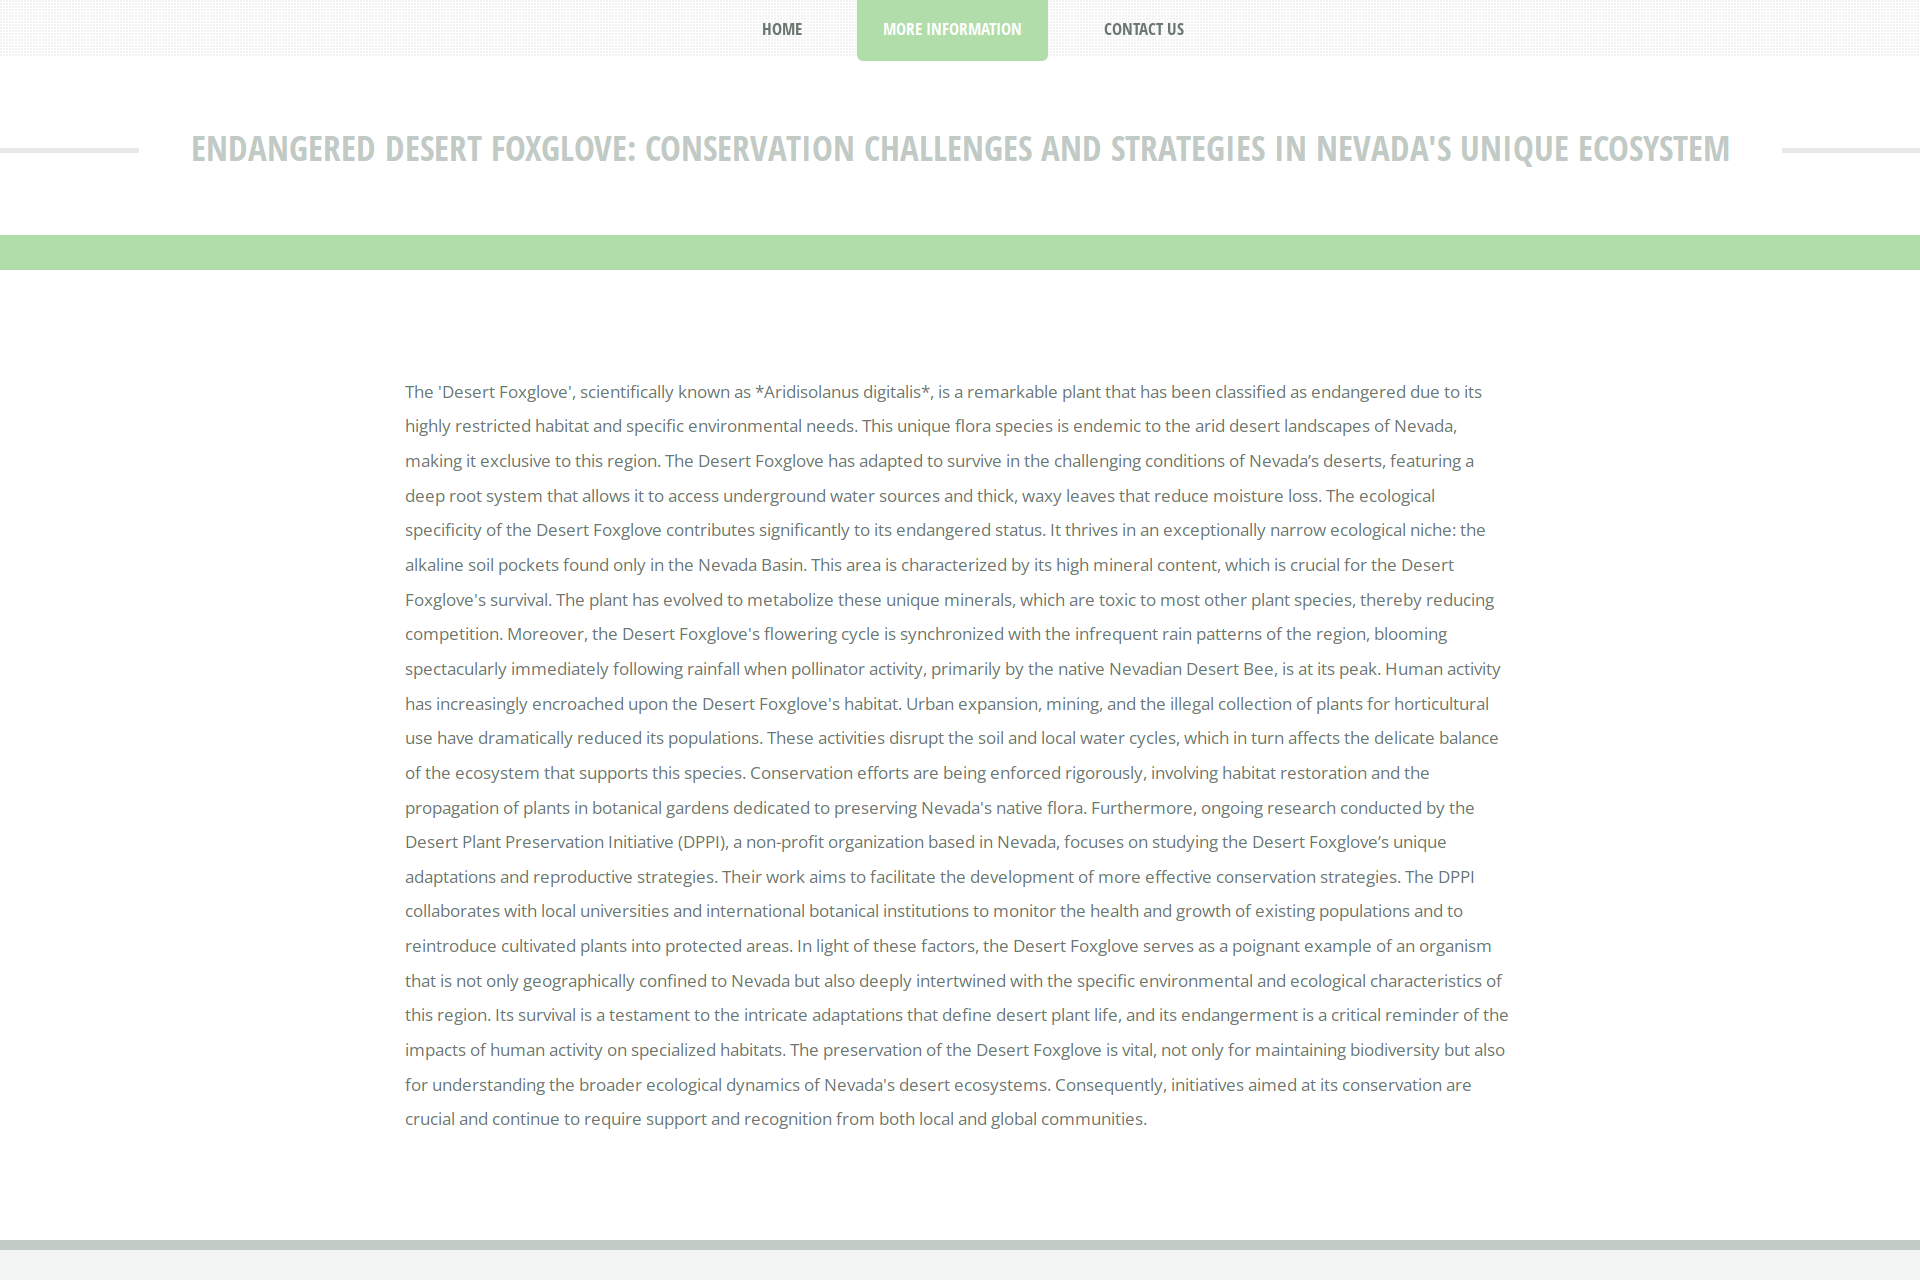 HOME
MORE INFORMATION
CONTACT US
ENDANGERED DESERT FOXGLOVE: CONSERVATION CHALLENGES AND STRATEGIES IN NEVADA'S UNIQUE ECOSYSTEM
The 'Desert Foxglove', scientifically known as *Aridisolanus digitalis*, is a remarkable plant that has been classified as endangered due to its
highly restricted habitat and specific environmental needs. This unique flora species is endemic to the arid desert landscapes of Nevada,
making it exclusive to this region. The Desert Foxglove has adapted to survive in the challenging conditions of Nevada’s deserts, featuring a
deep root system that allows it to access underground water sources and thick, waxy leaves that reduce moisture loss. The ecological
specificity of the Desert Foxglove contributes significantly to its endangered status. It thrives in an exceptionally narrow ecological niche: the
alkaline soil pockets found only in the Nevada Basin. This area is characterized by its high mineral content, which is crucial for the Desert
Foxglove's survival. The plant has evolved to metabolize these unique minerals, which are toxic to most other plant species, thereby reducing
competition. Moreover, the Desert Foxglove's flowering cycle is synchronized with the infrequent rain patterns of the region, blooming
spectacularly immediately following rainfall when pollinator activity, primarily by the native Nevadian Desert Bee, is at its peak. Human activity
has increasingly encroached upon the Desert Foxglove's habitat. Urban expansion, mining, and the illegal collection of plants for horticultural
use have dramatically reduced its populations. These activities disrupt the soil and local water cycles, which in turn affects the delicate balance
of the ecosystem that supports this species. Conservation efforts are being enforced rigorously, involving habitat restoration and the
propagation of plants in botanical gardens dedicated to preserving Nevada's native flora. Furthermore, ongoing research conducted by the
Desert Plant Preservation Initiative (DPPI), a non-profit organization based in Nevada, focuses on studying the Desert Foxglove’s unique
adaptations and reproductive strategies. Their work aims to facilitate the development of more effective conservation strategies. The DPPI
collaborates with local universities and international botanical institutions to monitor the health and growth of existing populations and to
reintroduce cultivated plants into protected areas. In light of these factors, the Desert Foxglove serves as a poignant example of an organism
that is not only geographically confined to Nevada but also deeply intertwined with the specific environmental and ecological characteristics of
this region. Its survival is a testament to the intricate adaptations that define desert plant life, and its endangerment is a critical reminder of the
impacts of human activity on specialized habitats. The preservation of the Desert Foxglove is vital, not only for maintaining biodiversity but also
for understanding the broader ecological dynamics of Nevada's desert ecosystems. Consequently, initiatives aimed at its conservation are
crucial and continue to require support and recognition from both local and global communities.